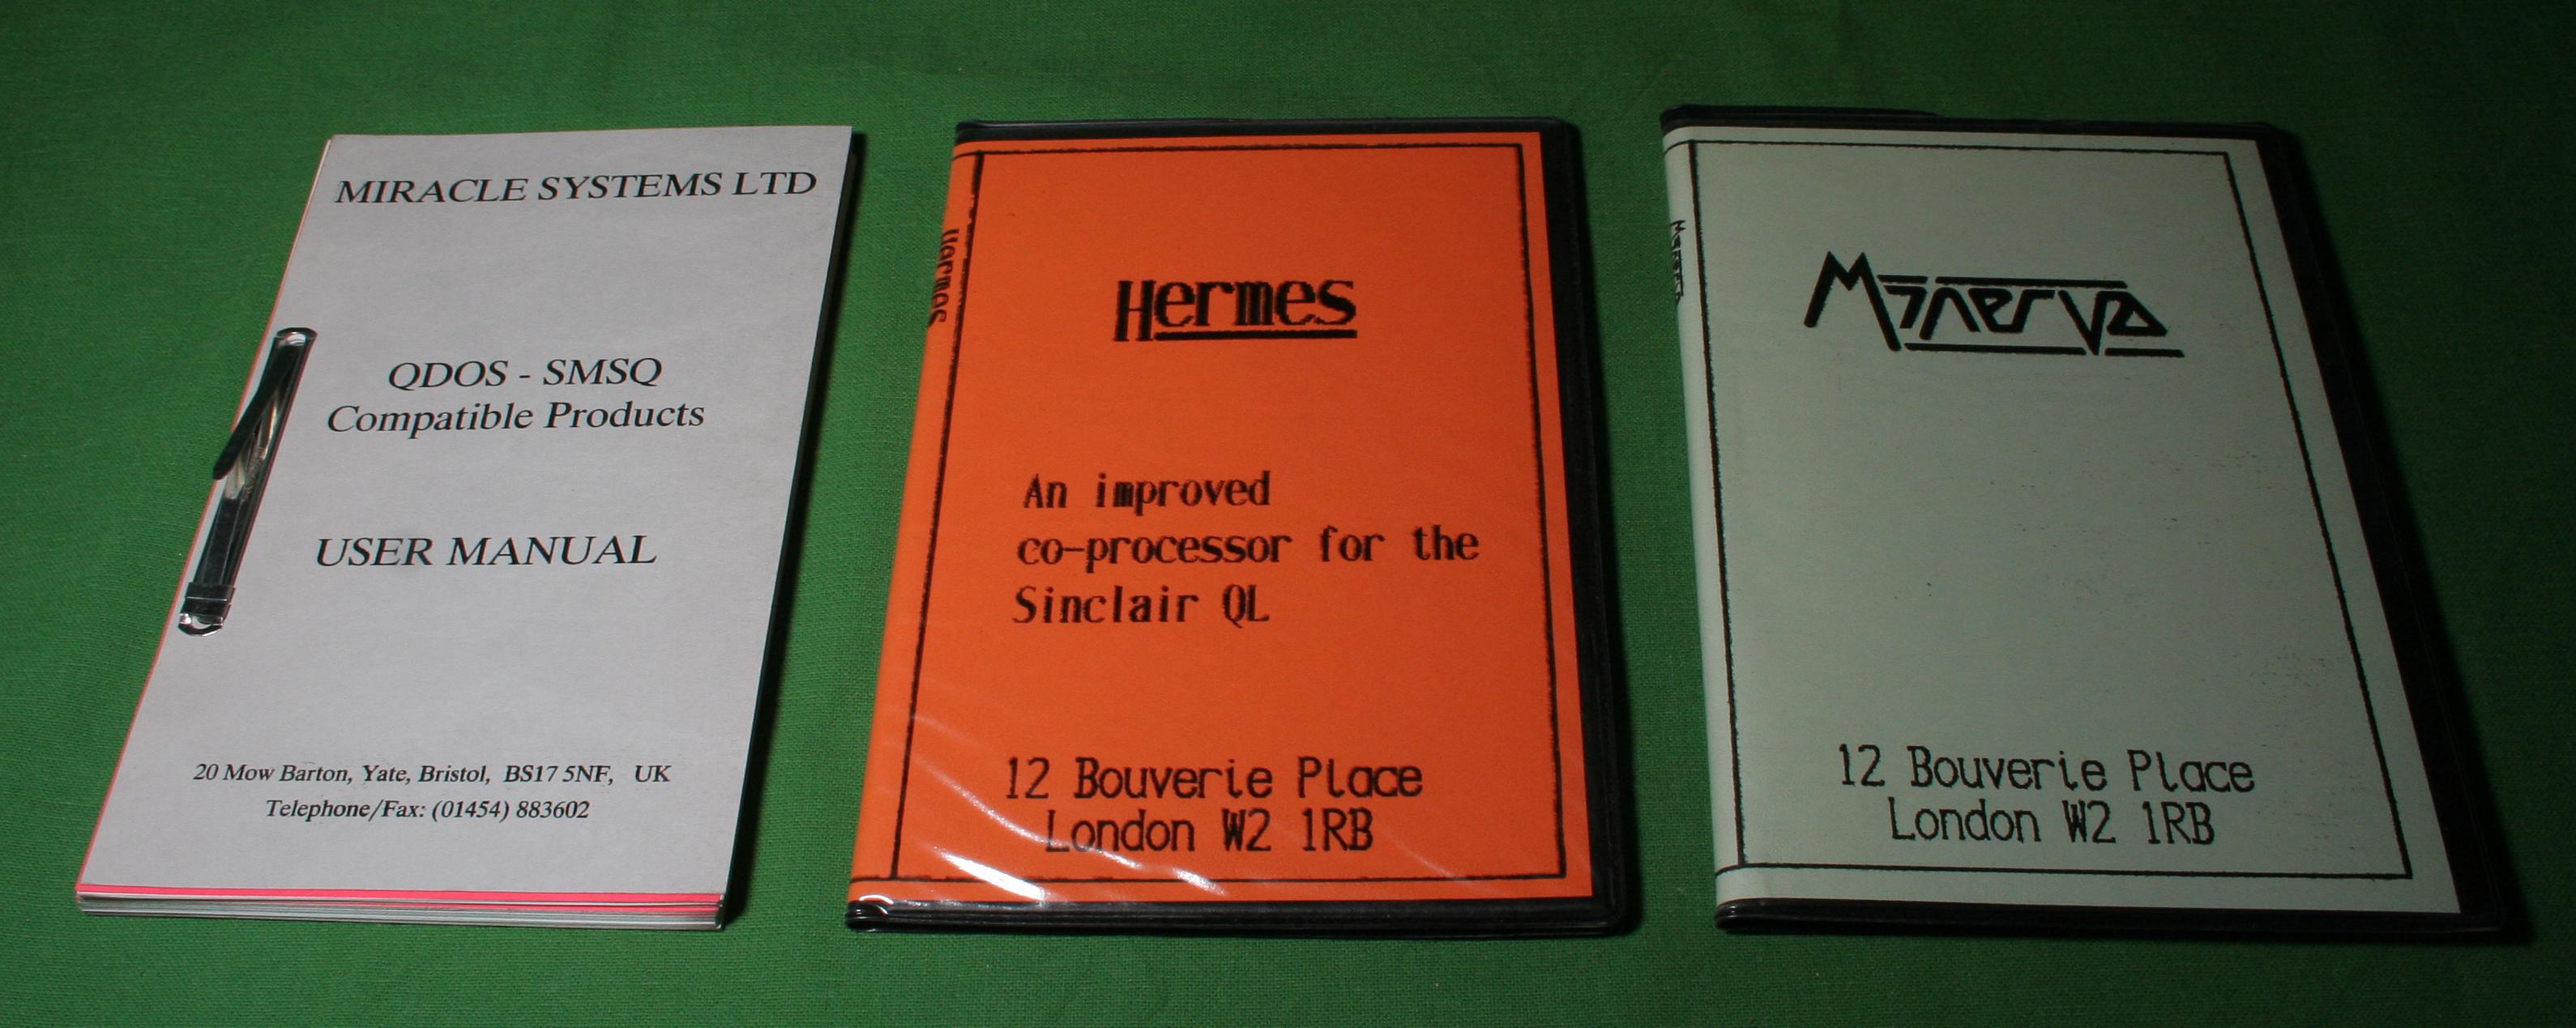 MIRACLE SYSTEMS LTD
QDOS - SMSQ
Compatible Products
USER MANUAL
20 Mow Barton, Yate, Bristol, BS17 5NF, UK
Telephone/Fax: (01454) 883602
Hermes
Hermes
An improved
co-processor for the
Sinclair QL
12 Bouverie Place
London W2 1RB
Minerva
Minerva
12 Bouverie Place
London W2 1RB